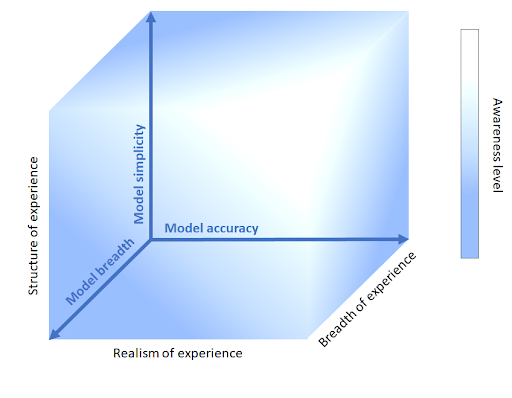 Structure of experience
Model simplicity
Model accuracy
Model breadth
Realism of experience
Breadth of experience
Awareness level